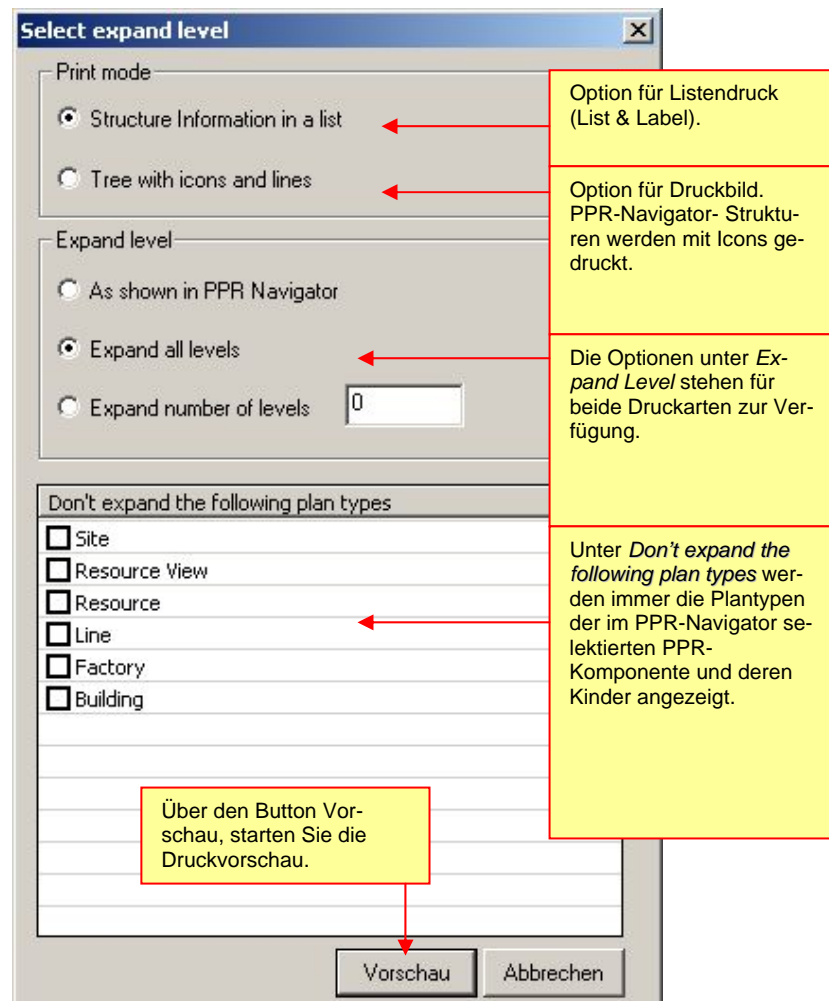 Select expand level
Print mode
Structure Information in a list
Tree with icons and lines
Option für Listendruck
(List & Label).
Option für Druckbild.
PPR-Navigator- Struktu-
ren werden mit Icons ge-
druckt.
Expand level
As shown in PPR Navigator
Expand all levels
Expand number of levels
0
Die Optionen unter Ex-
pand Level stehen für
beide Druckarten zur Ver-
fügung.
Don't expand the following plan types
Site
Resource View
Resource
Line
Factory
Building
Unter Don't expand the
following plan types wer-
den immer die Plantypen
der im PPR-Navigator se-
lektierten PPR-
Komponente und deren
Kinder angezeigt.
Über den Button Vor-
schau, starten Sie die
Druckvorschau.
Vorschau
Abbrechen